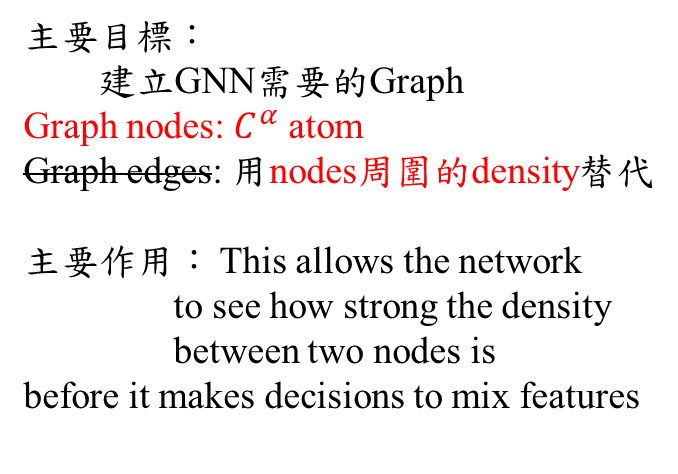 主要目標：
建立GNN需要的Graph
Graph nodes: C^α atom
Graph edges: 用nodes周圍的density替代
主要作用： This allows the network
to see how strong the density
between two nodes is
before it makes decisions to mix features